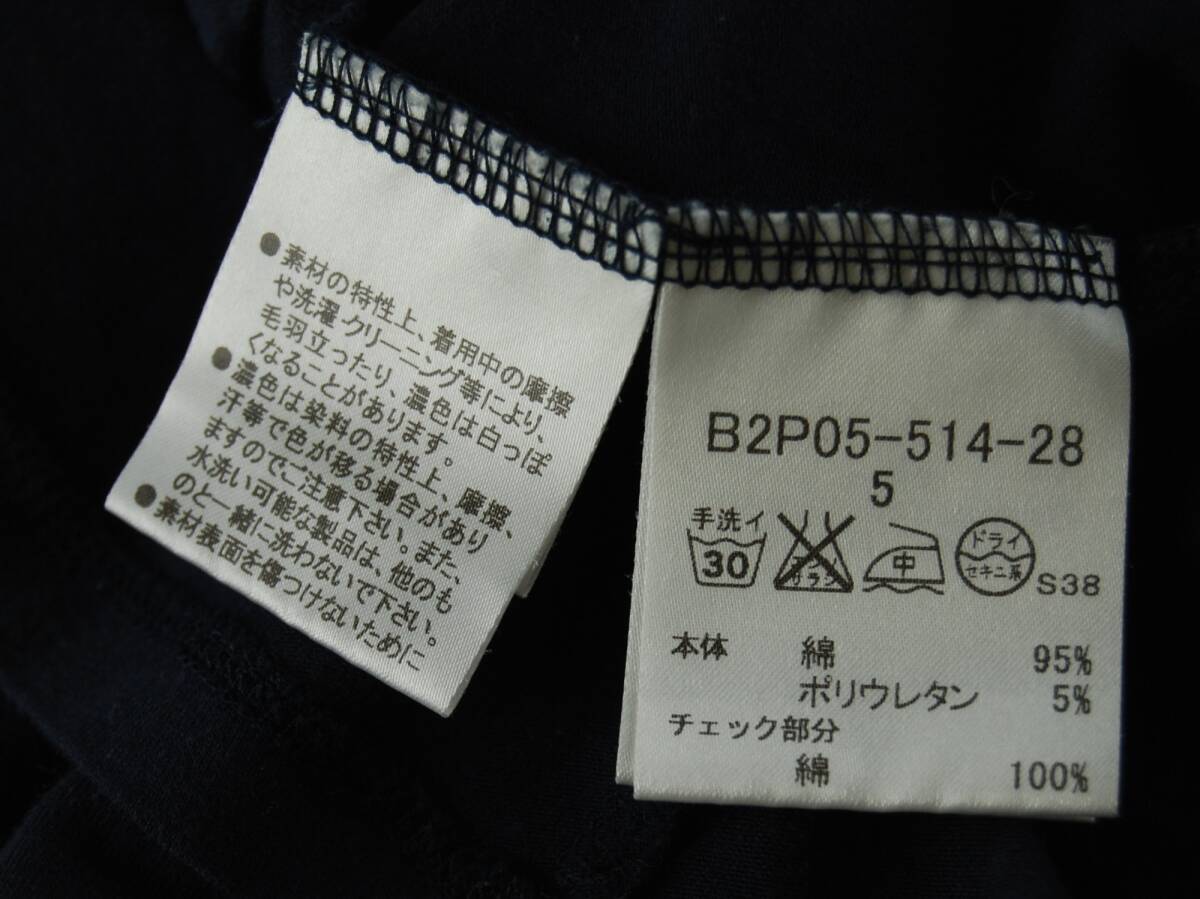 ●素材の特性上、着用中の摩擦
や洗濯・クリーニング等により、
毛羽立ったり、濃色は白っぽ
くなることがあります。
●濃色は染料の特性上、摩擦、
汗等で色が移る場合があり
ますのでご注意下さい。また、
水洗い可能な製品は、他のも
のと一緒に洗わないで下さい。
●素材表面を傷つけないために
B2P05-514-28
5
手洗イ
30
中
ドライ
セキユ系
S38
本体 綿 95%
ポリウレタン 5%
チェック部分
綿 100%